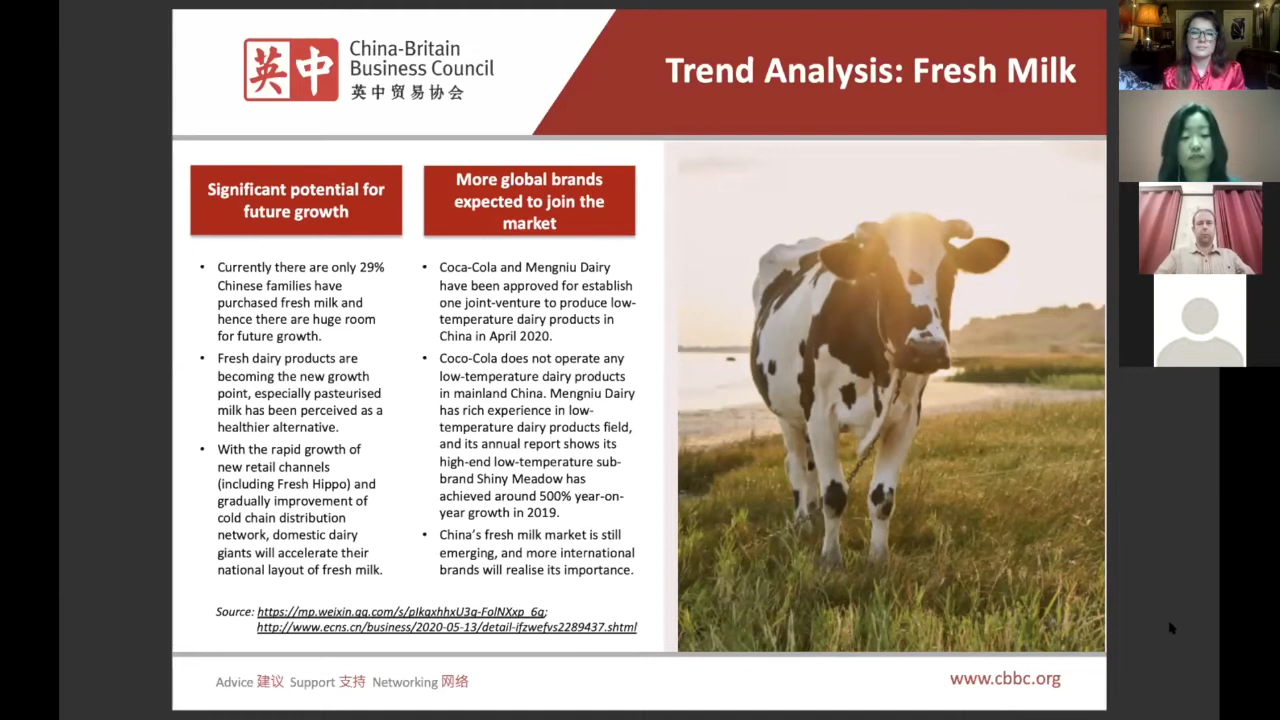 英中
China-Britain
Business Council
英中贸易协会
Trend Analysis: Fresh Milk
Significant potential for
future growth
• Currently there are only 29%
Chinese families have
purchased fresh milk and
hence there are huge room
for future growth.
• Fresh dairy products are
becoming the new growth
point, especially pasteurised
milk has been perceived as a
healthier alternative.
• With the rapid growth of
new retail channels
(including Fresh Hippo) and
gradually improvement of
cold chain distribution
network, domestic dairy
giants will accelerate their
national layout of fresh milk.
More global brands
expected to join the
market
• Coca-Cola and Mengniu Dairy
have been approved for establish
one joint-venture to produce low-
temperature dairy products in
China in April 2020.
• Coco-Cola does not operate any
low-temperature dairy products
in mainland China. Mengniu Dairy
has rich experience in low-
temperature dairy products field,
and its annual report shows its
high-end low-temperature sub-
brand Shiny Meadow has
achieved around 500% year-on-
year growth in 2019.
• China's fresh milk market is still
emerging, and more international
brands will realise its importance.
Source:
http://www.ecns.cn/business/2020-05-13/detail-ifzwefvs2289437.shtml
Advice 建议 Support 支持 Networking 网络
www.cbbc.org